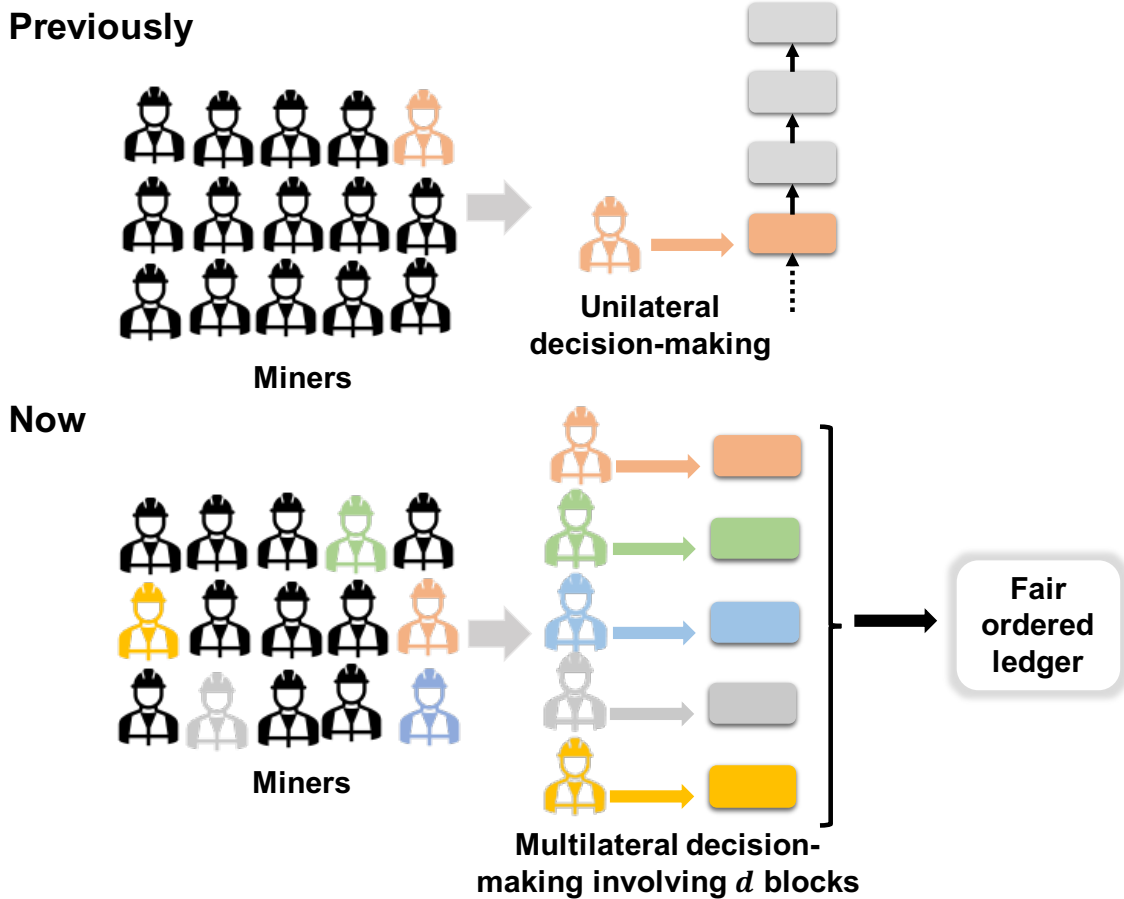 Previously
Unilateral
decision-making
Miners
Now
Fair
ordered
ledger
Miners
Multilateral decision-
making involving d blocks